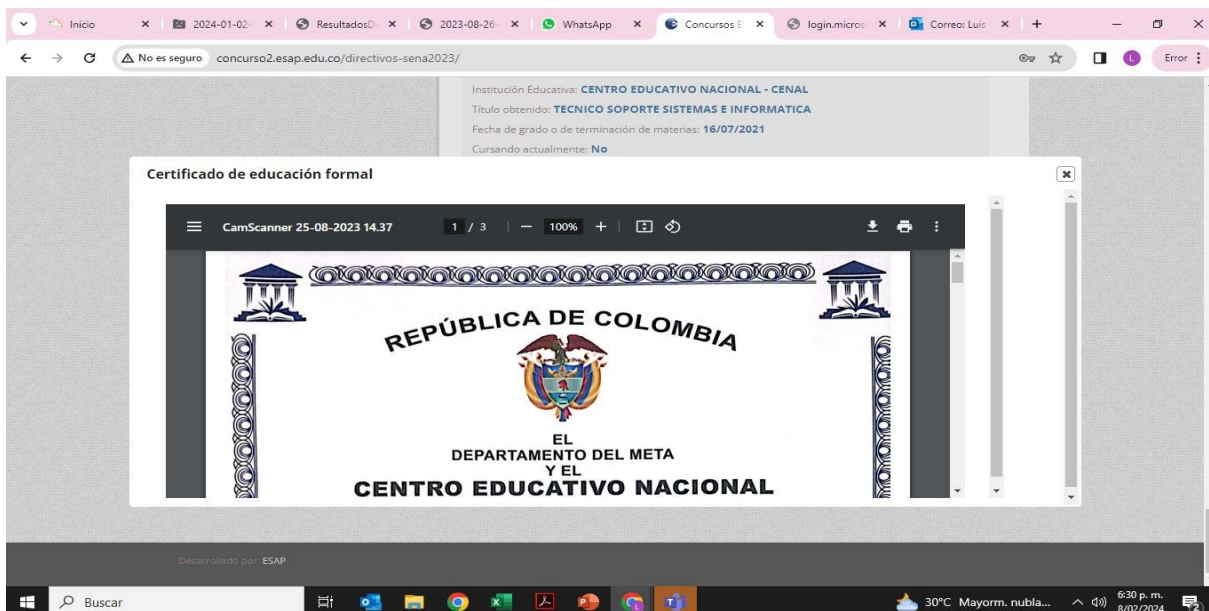 Inicio
2024-01-02-
ResultadosD
2023-08-26-
WhatsApp
Concursos E
login.micros
Correo: Luis
No es seguro
concurso2.esap.edu.co/directivos-sena2023/
L
Error
Institución Educativa: CENTRO EDUCATIVO NACIONAL - CENAL
Título obtenido: TECNICO SOPORTE SISTEMAS E INFORMATICA
Fecha de grado o de terminación de materias: 16/07/2021
Cursando actualmente: No
Certificado de educación formal
CamScanner 25-08-2023 14.37
1 / 3
100%
REPÚBLICA DE COLOMBIA
EL
DEPARTAMENTO DEL META
Y EL
CENTRO EDUCATIVO NACIONAL
Desarrollado por: ESAP
Buscar
30°C Mayorm. nubla...
6:30 p. m.
8/02/2024
2